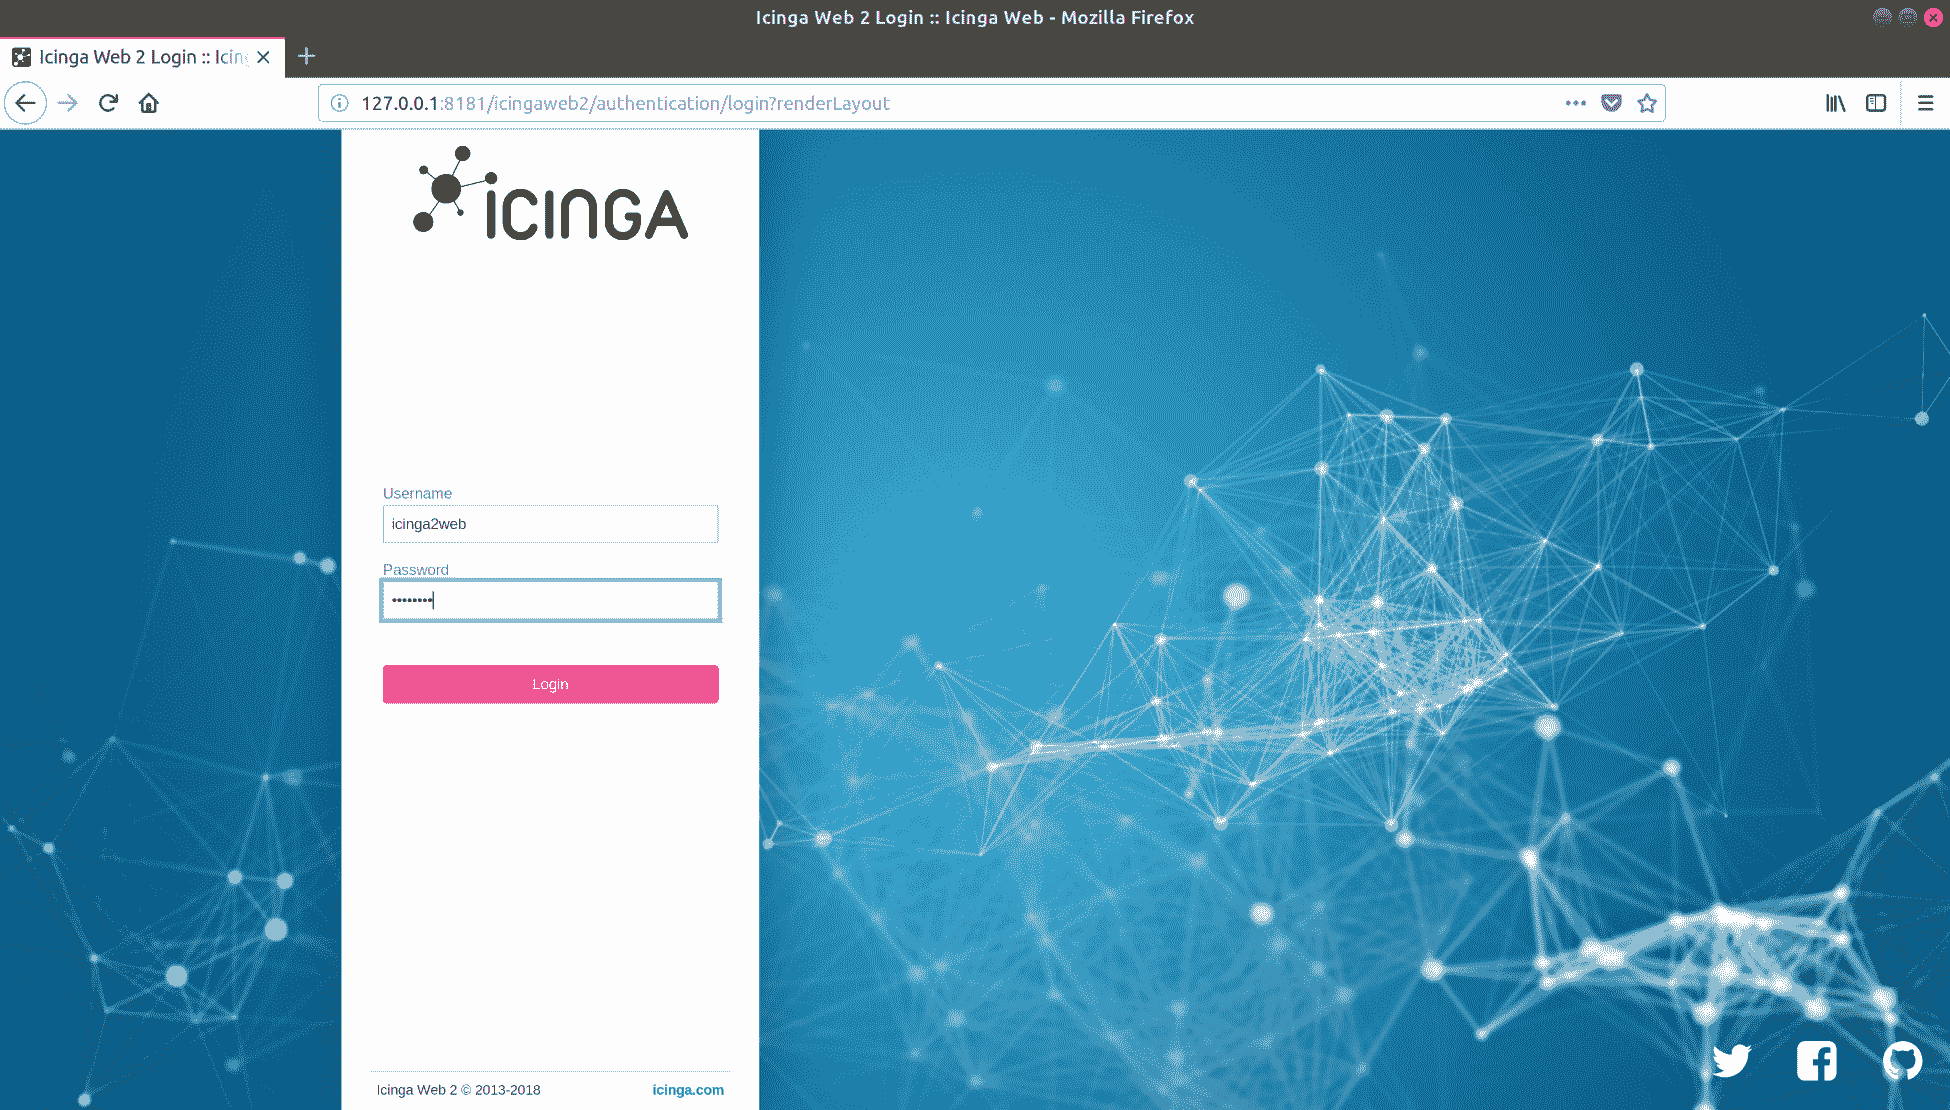 Icinga Web 2 Login :: Icinga Web - Mozilla Firefox
Icinga Web 2 Login :: Icing
127.0.0.1:8181/icingaweb2/authentication/login?renderLayout
ICINGA
Username
icinga2web
Password
••••••••
Login
Icinga Web 2 © 2013-2018
icinga.com